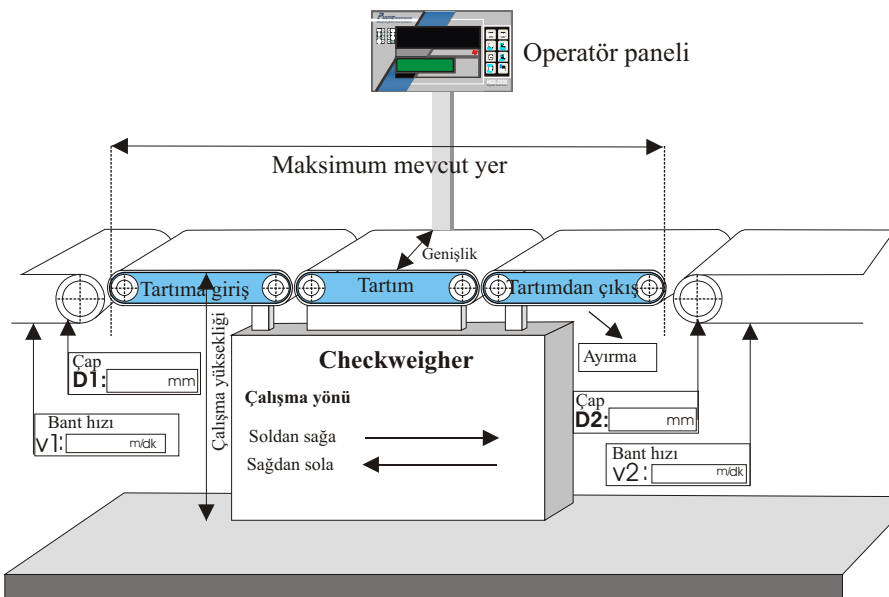 Operatör paneli
Maksimum mevcut yer
Genişlik
Tartıma giriş
Tartım
Tartımdan çıkış
Çalışma yüksekliği
Ayırma
Checkweigher
Çap
D1: mm
Çalışma yönü
Çap
D2: mm
Bant hızı
v1: m/dk
Soldan sağa
Sağdan sola
Bant hızı
v2: m/dk